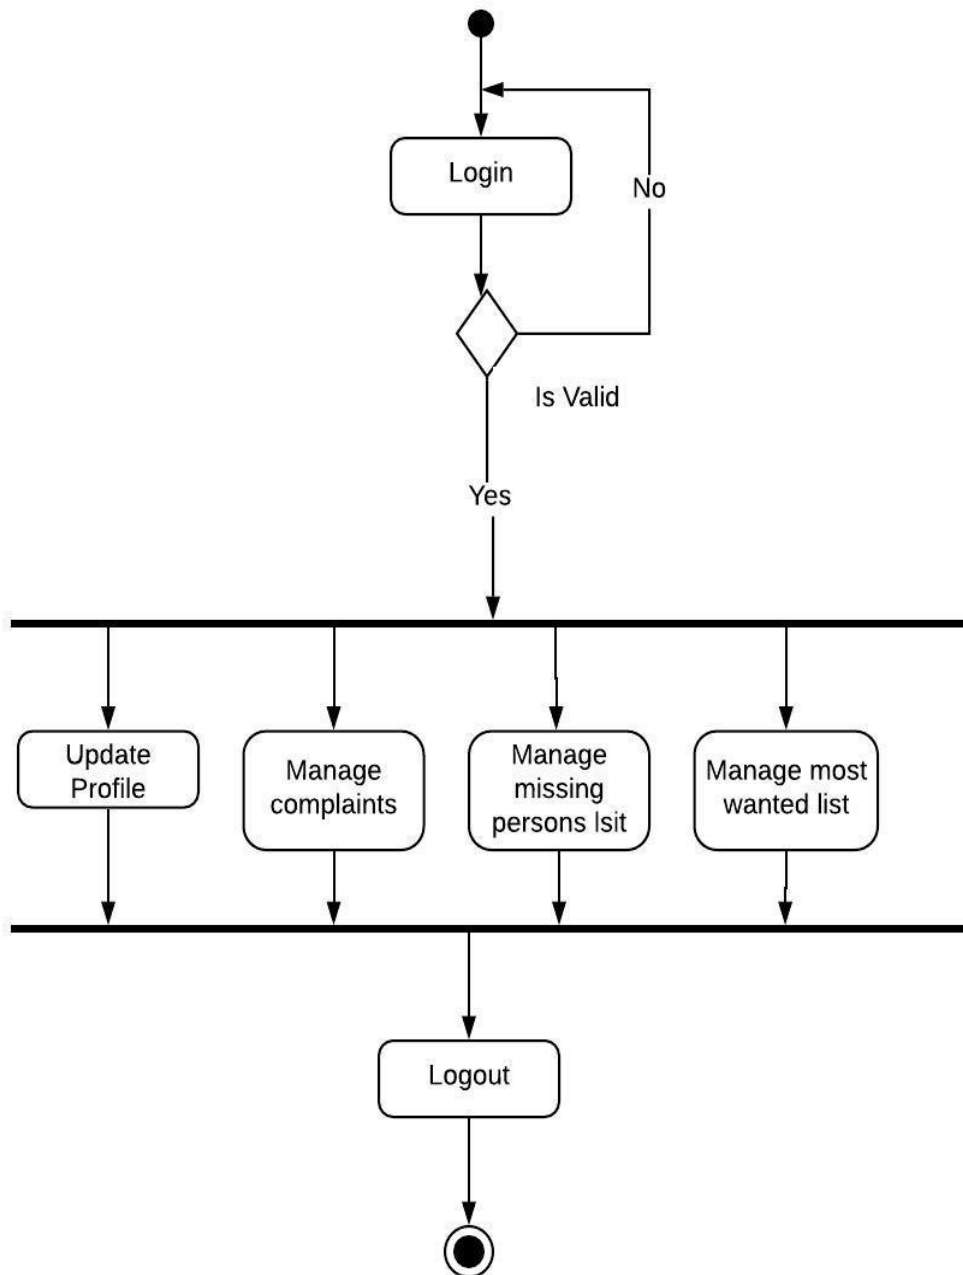 Login
No
Is Valid
Yes
Update
Profile
Manage
complaints
Manage
missing
persons lsit
Manage most
wanted list
Logout